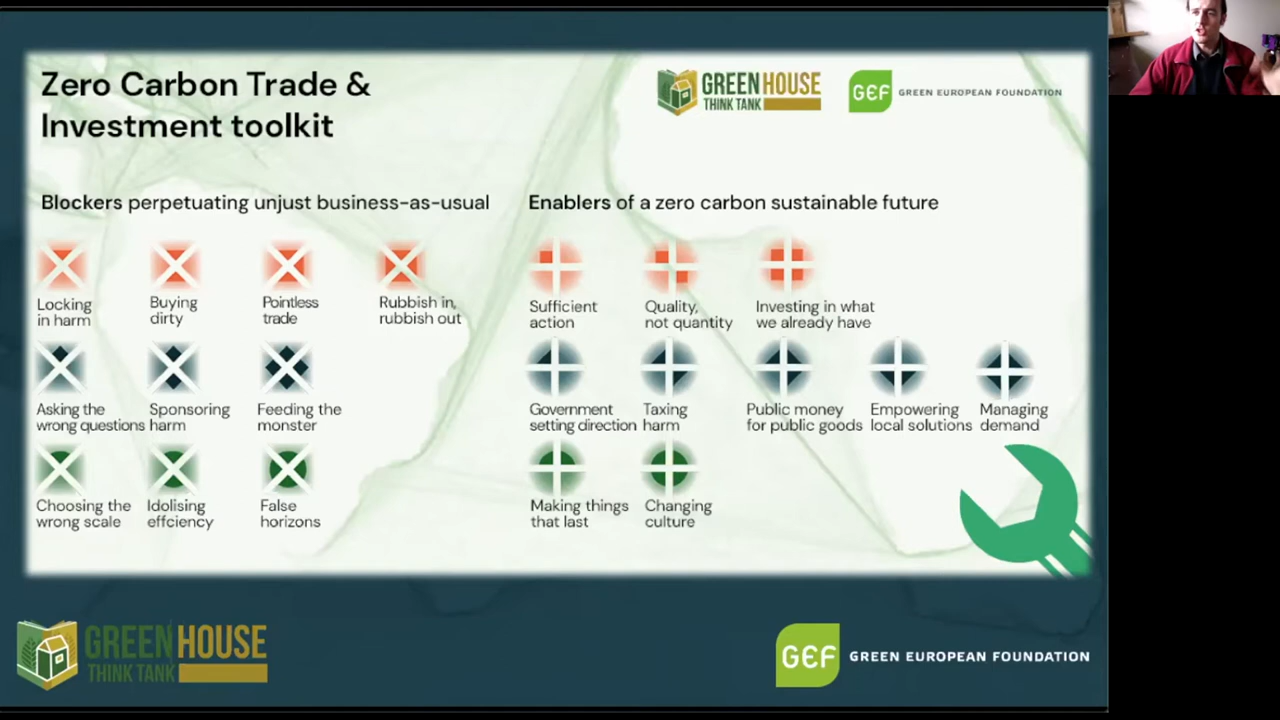 Zero Carbon Trade &
Investment toolkit
GREENHOUSE
THINK TANK
GEF GREEN EUROPEAN FOUNDATION
Blockers perpetuating unjust business-as-usual
Locking
in harm
Buying
dirty
Pointless
trade
Rubbish in,
rubbish out
Asking the
wrong questions
Sponsoring
harm
Feeding the
monster
Choosing the
wrong scale
Idolising
effciency
False
horizons
Enablers of a zero carbon sustainable future
Sufficient
action
Quality,
not quantity
Investing in what
we already have
Government
setting direction
Taxing
harm
Public money
for public goods
Empowering
local solutions
Managing
demand
Making things
that last
Changing
culture
GREENHOUSE
THINK TANK
GEF GREEN EUROPEAN FOUNDATION